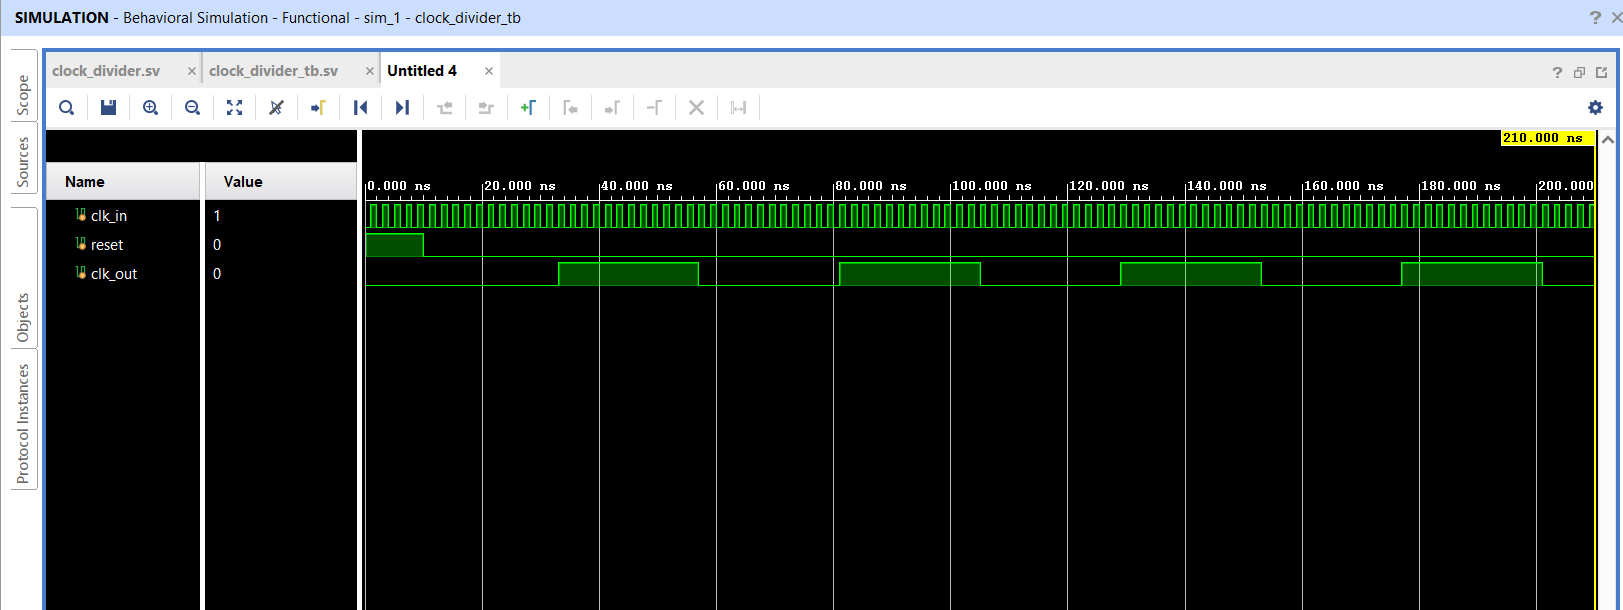 SIMULATION - Behavioral Simulation - Functional - sim_1 - clock_divider_tb
? ×
Scope
Sources
Objects
Protocol Instances
clock_divider.sv × clock_divider_tb.sv × Untitled 4 ×
?
210.000 ns
Name Value
0.000 ns 20.000 ns 40.000 ns 60.000 ns 80.000 ns 100.000 ns 120.000 ns 140.000 ns 160.000 ns 180.000 ns 200.000
clk_in 1
reset 0
clk_out 0